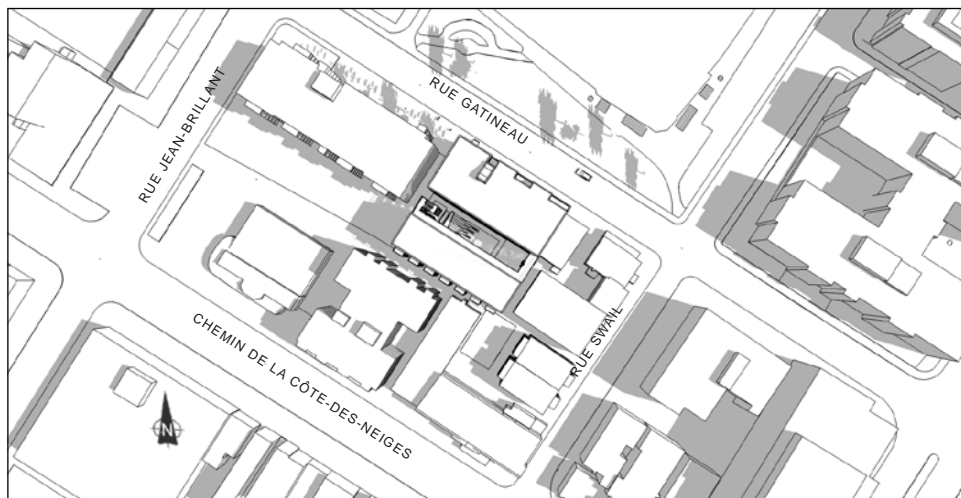 RUE JEAN-BRILLANT
RUE GATINEAU
CHEMIN DE LA CÔTE-DES-NEIGES
RUE SWAIL
N